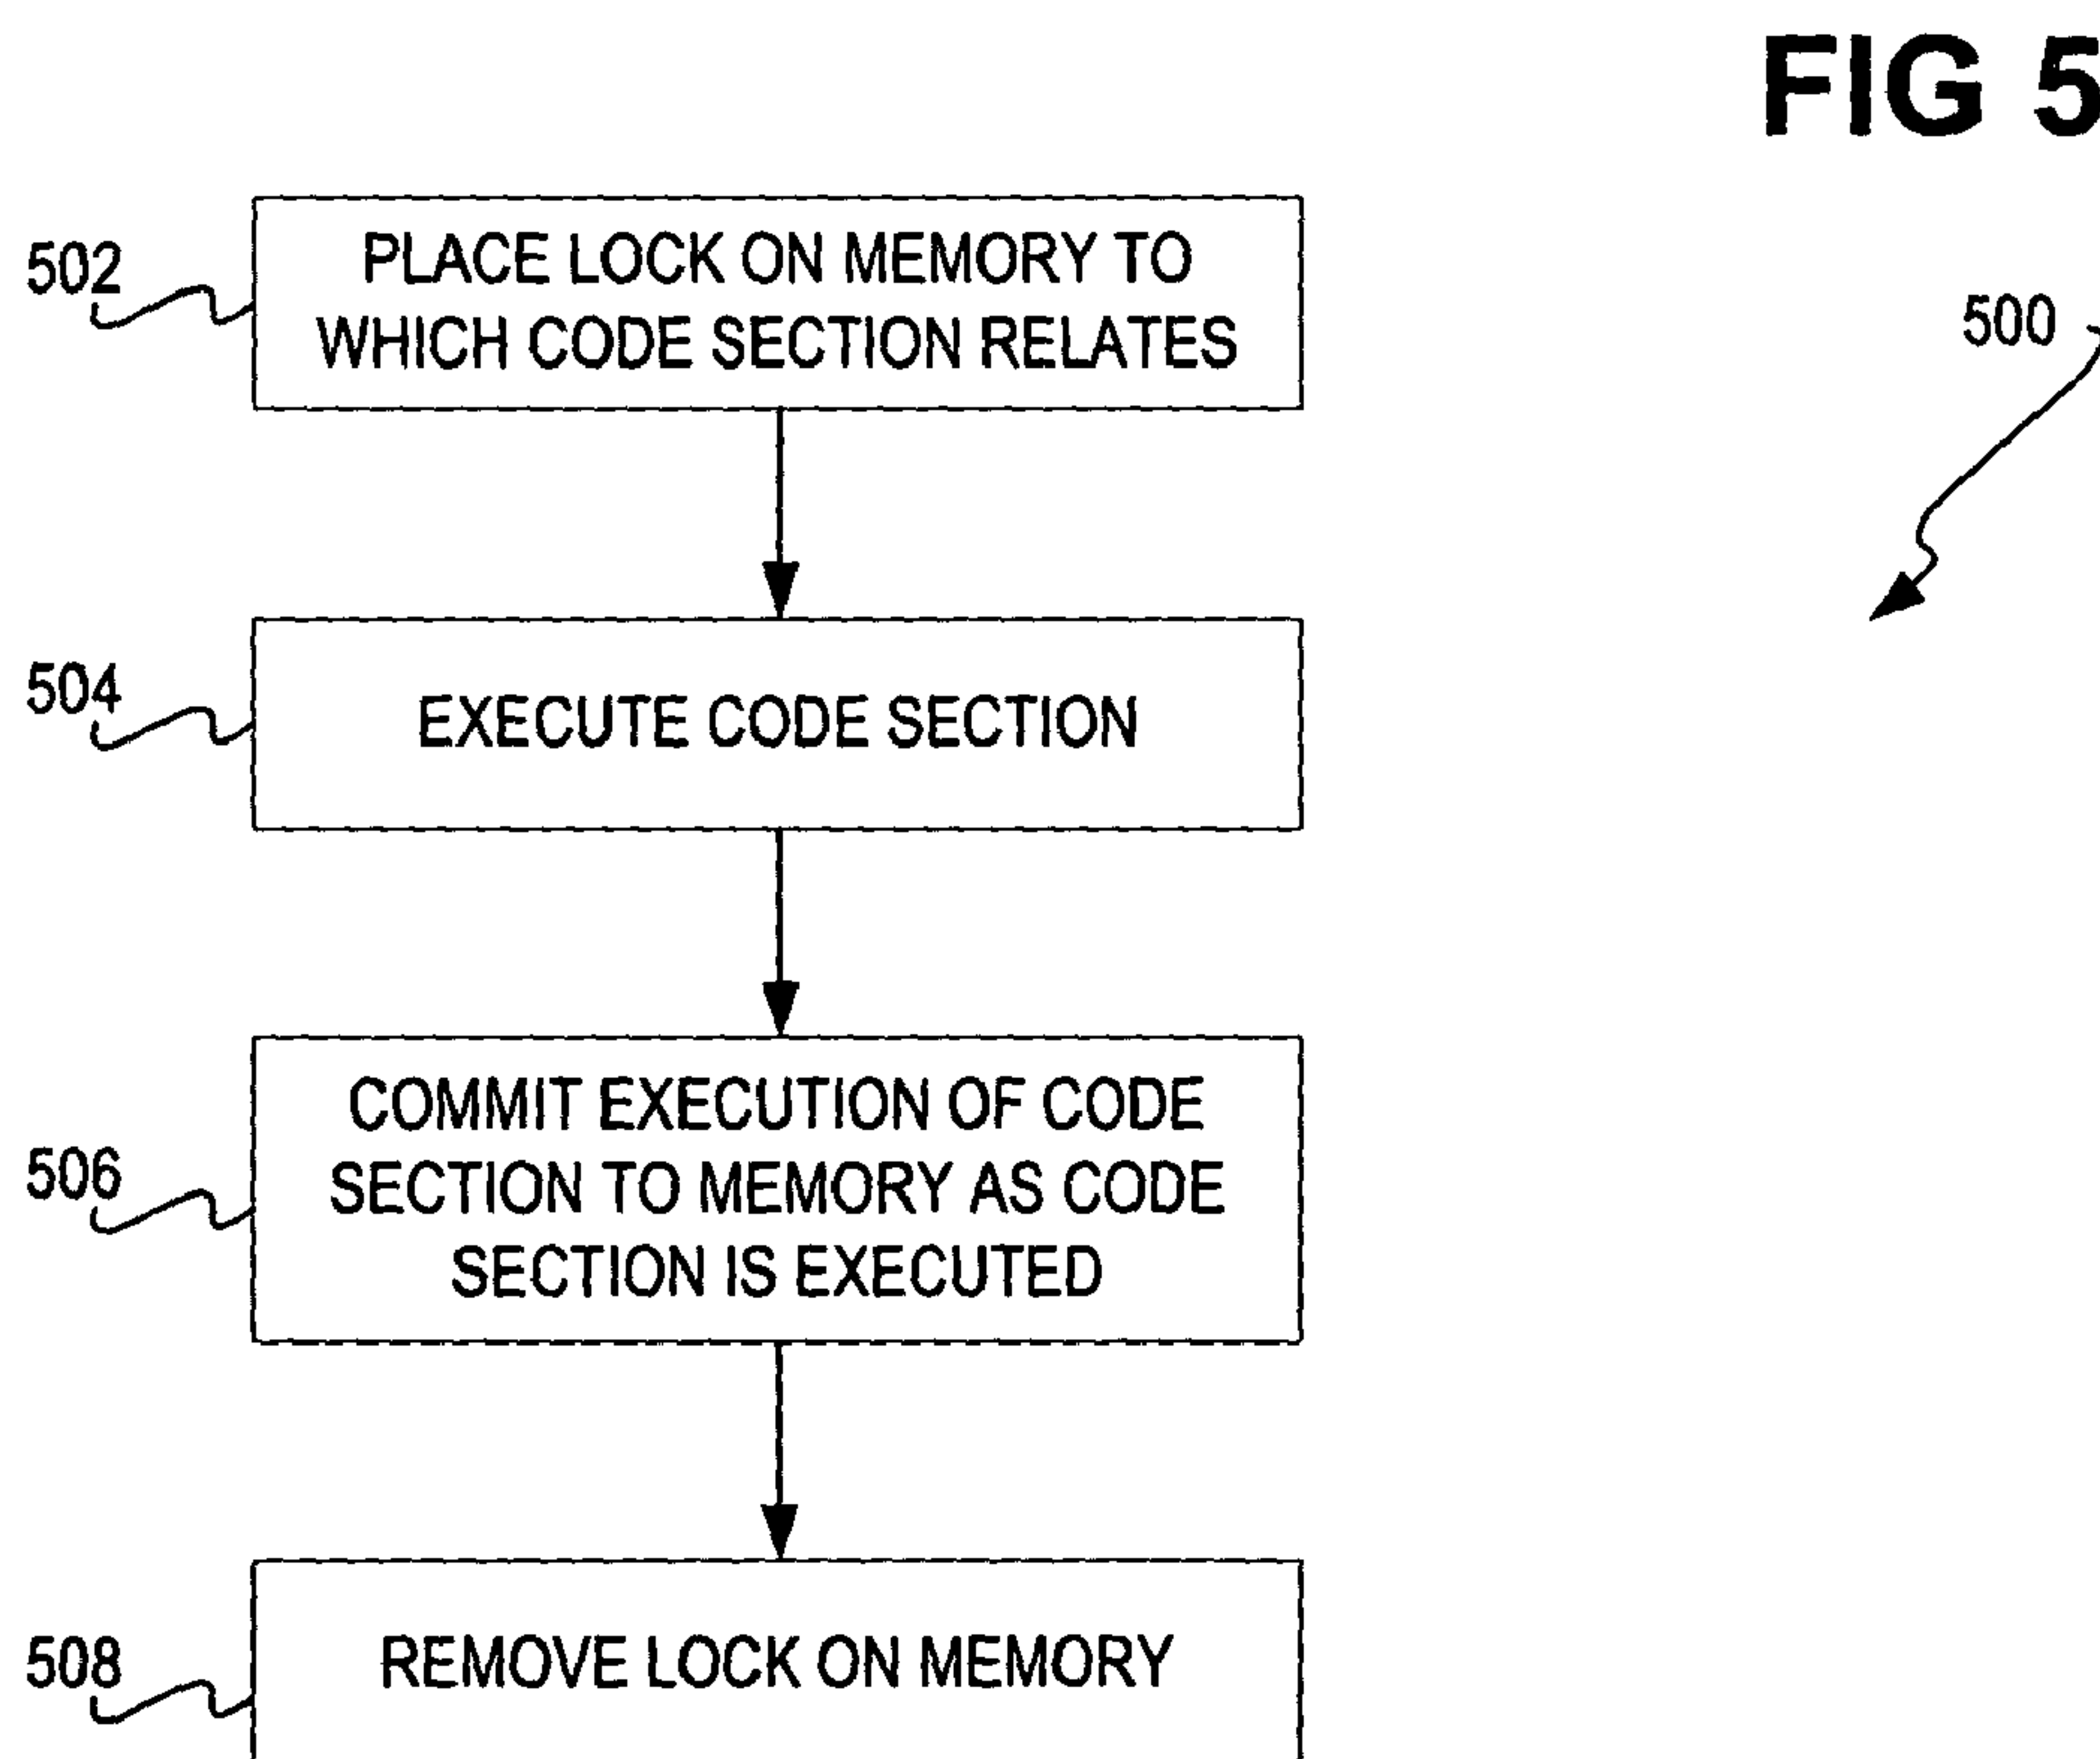 FIG 5
502
PLACE LOCK ON MEMORY TO
WHICH CODE SECTION RELATES
500
504
EXECUTE CODE SECTION
506
COMMIT EXECUTION OF CODE
SECTION TO MEMORY AS CODE
SECTION IS EXECUTED
508
REMOVE LOCK ON MEMORY